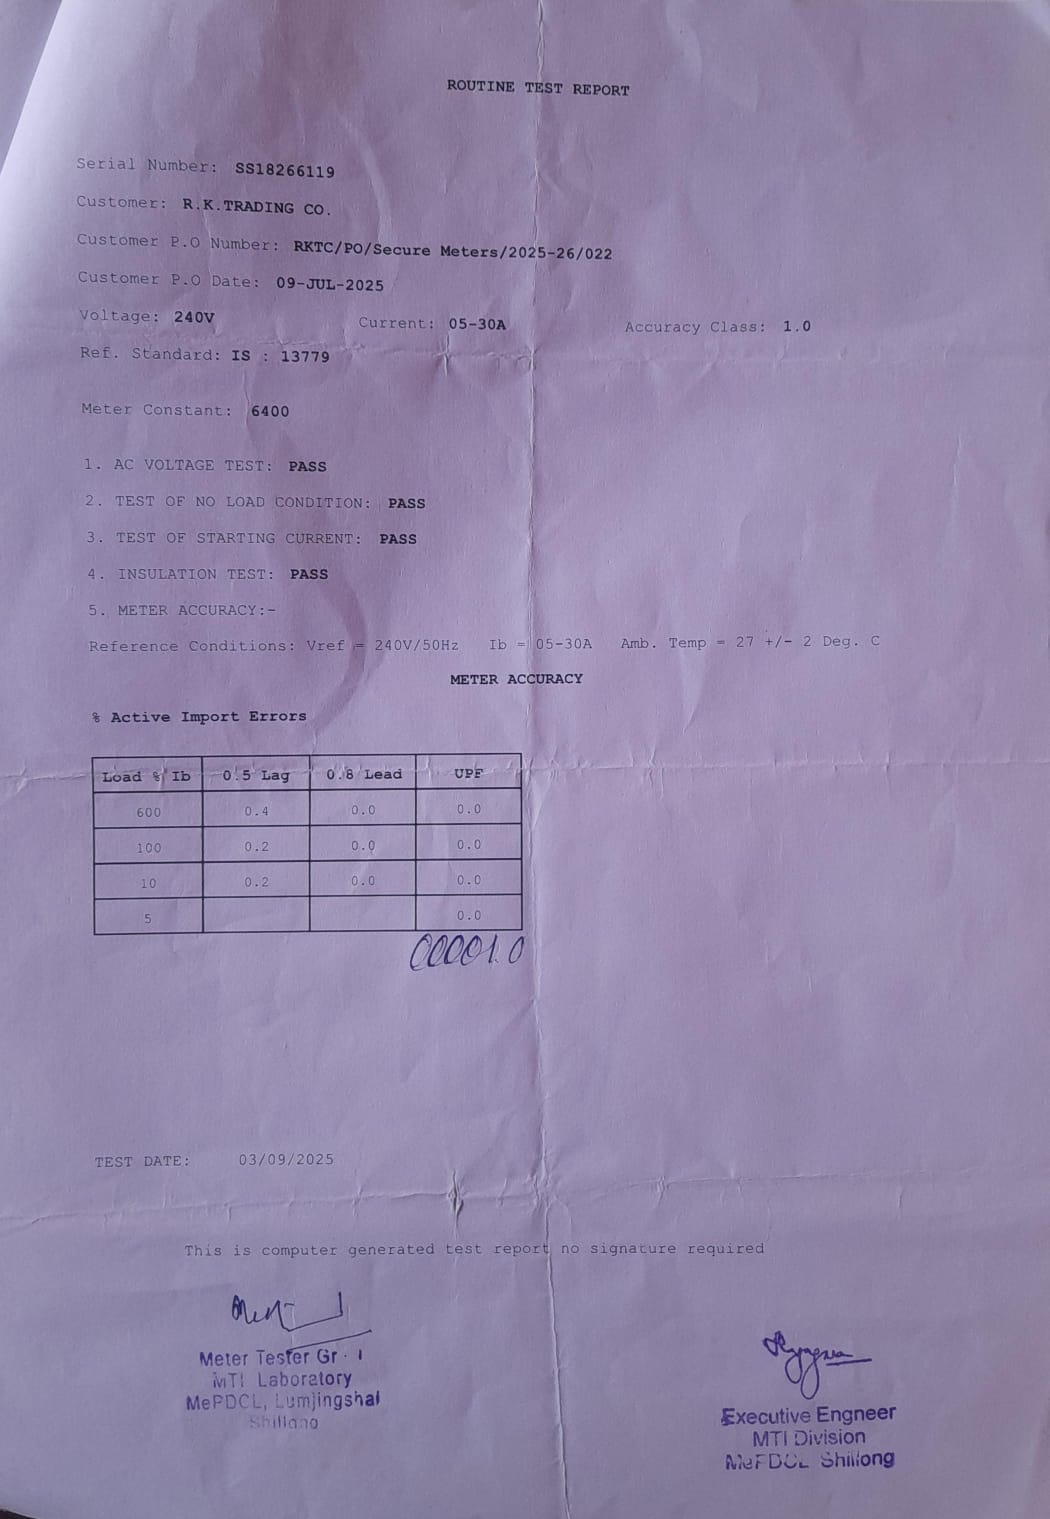 ROUTINE TEST REPORT
Serial Number: SS18266119
Customer: R.K.TRADING CO.
Customer P.O Number: RKTC/PO/Secure Meters/2025-26/022
Customer P.O Date: 09-JUL-2025
Voltage: 240V Current: 05-30A Accuracy Class: 1.0
Ref. Standard: IS : 13779
Meter Constant: 6400
1. AC VOLTAGE TEST: PASS
2. TEST OF NO LOAD CONDITION: PASS
3. TEST OF STARTING CURRENT: PASS
4. INSULATION TEST: PASS
5. METER ACCURACY:-
Reference Conditions: Vref = 240V/50Hz Ib = 05-30A Amb. Temp = 27 +/- 2 Deg. C
METER ACCURACY
% Active Import Errors
Load % Ib 0.5 Lag 0.8 Lead UPF
600 0.4 0.0 0.0
100 0.2 0.0 0.0
10 0.2 0.0 0.0
5 0.0
00001.0
TEST DATE: 03/09/2025
This is computer generated test report no signature required
Meter Tester Gr - I
MTI Laboratory
MePDCL, Lumjingshai
Shillong
Executive Engneer
MTI Division
MePDCL Shillong